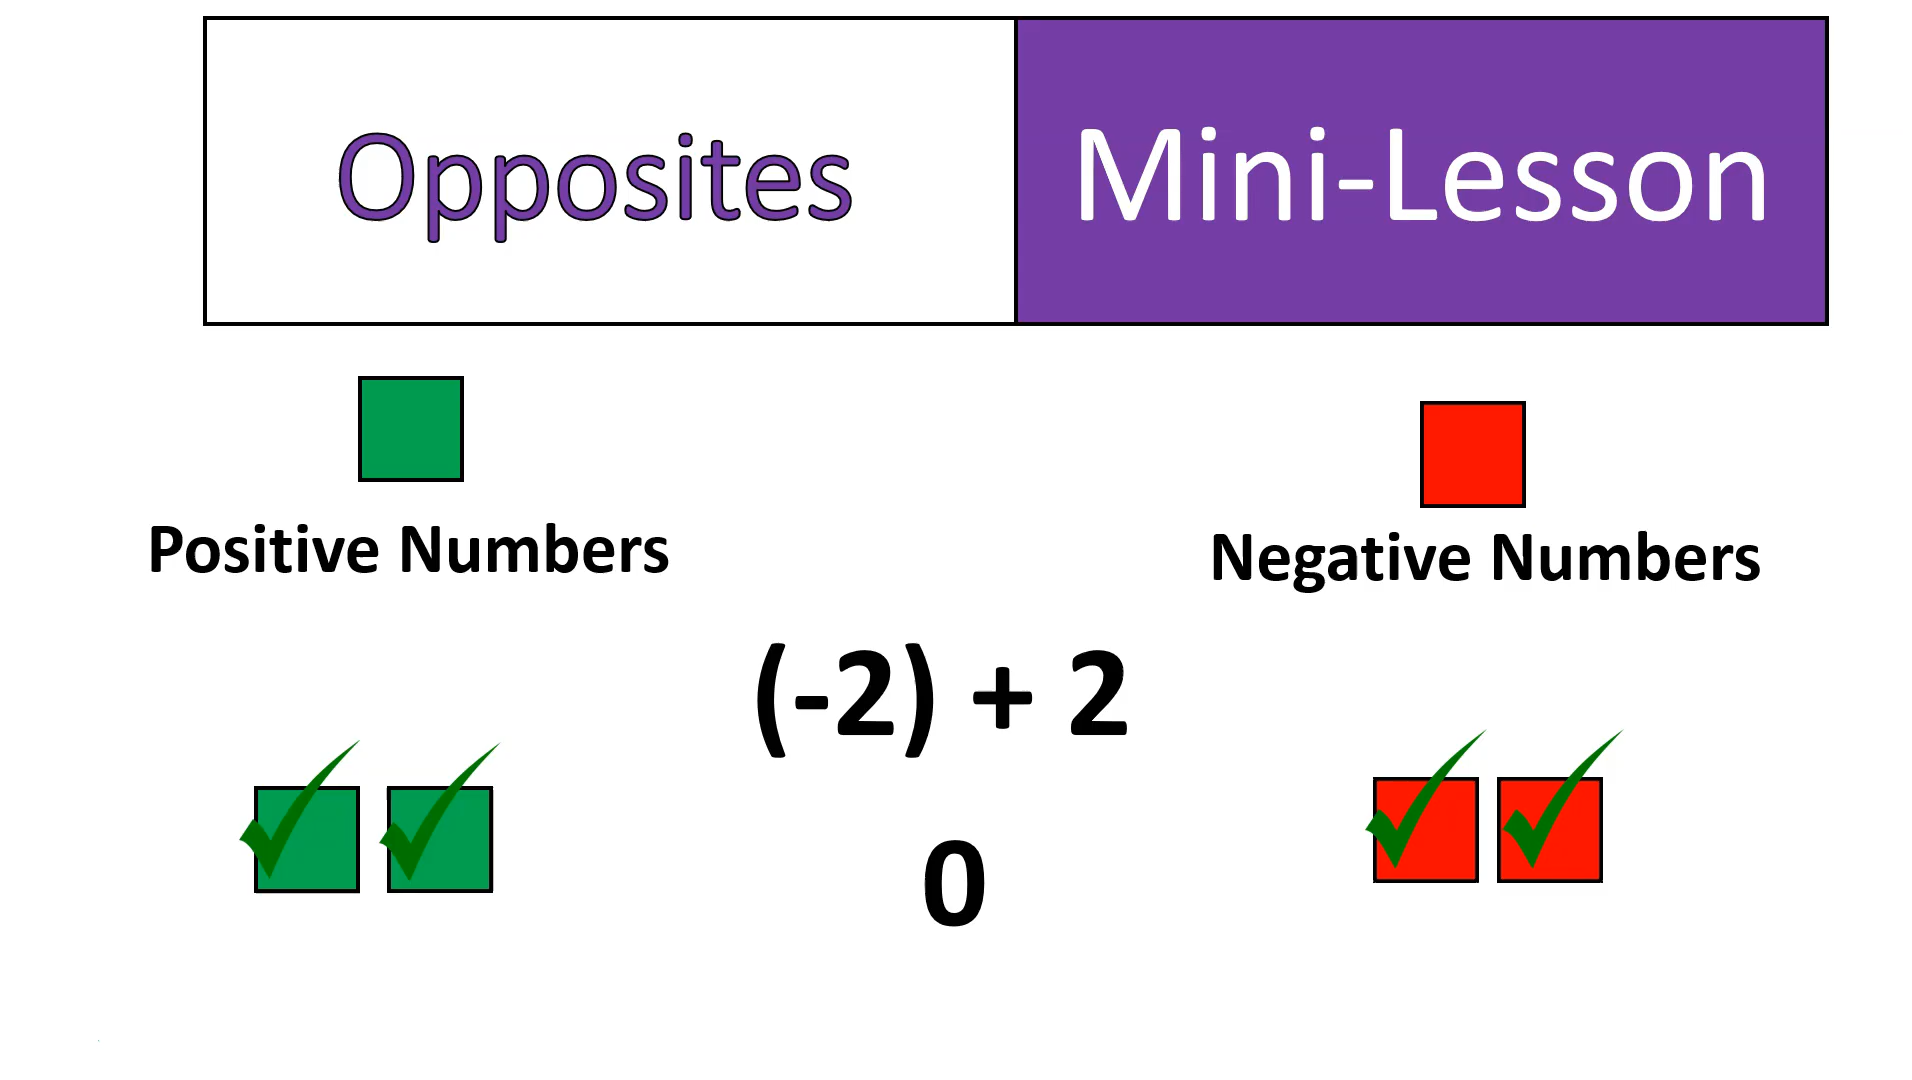 Opposites
Mini-Lesson
Positive Numbers
Negative Numbers
(-2) + 2
0